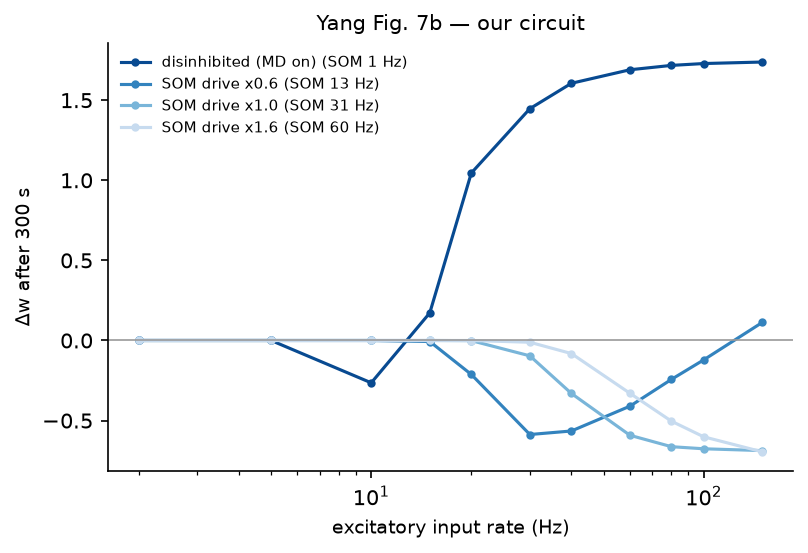 Yang Fig. 7b — our circuit
disinhibited (MD on) (SOM 1 Hz)
SOM drive x0.6 (SOM 13 Hz)
SOM drive x1.0 (SOM 31 Hz)
SOM drive x1.6 (SOM 60 Hz)
Δw after 300 s
1.5
1.0
0.5
0.0
−0.5
10¹
10²
excitatory input rate (Hz)